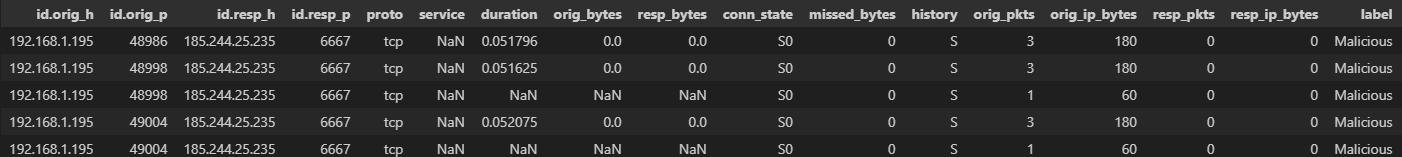 id.orig_h id.orig_p id.resp_h id.resp_p proto service duration orig_bytes resp_bytes conn_state missed_bytes history orig_pkts orig_ip_bytes resp_pkts resp_ip_bytes label
192.168.1.195 48986 185.244.25.235 6667 tcp NaN 0.051796 0.0 0.0 S0 0 S 3 180 0 0 Malicious
192.168.1.195 48998 185.244.25.235 6667 tcp NaN 0.051625 0.0 0.0 S0 0 S 3 180 0 0 Malicious
192.168.1.195 48998 185.244.25.235 6667 tcp NaN NaN NaN NaN S0 0 S 1 60 0 0 Malicious
192.168.1.195 49004 185.244.25.235 6667 tcp NaN 0.052075 0.0 0.0 S0 0 S 3 180 0 0 Malicious
192.168.1.195 49004 185.244.25.235 6667 tcp NaN NaN NaN NaN S0 0 S 1 60 0 0 Malicious